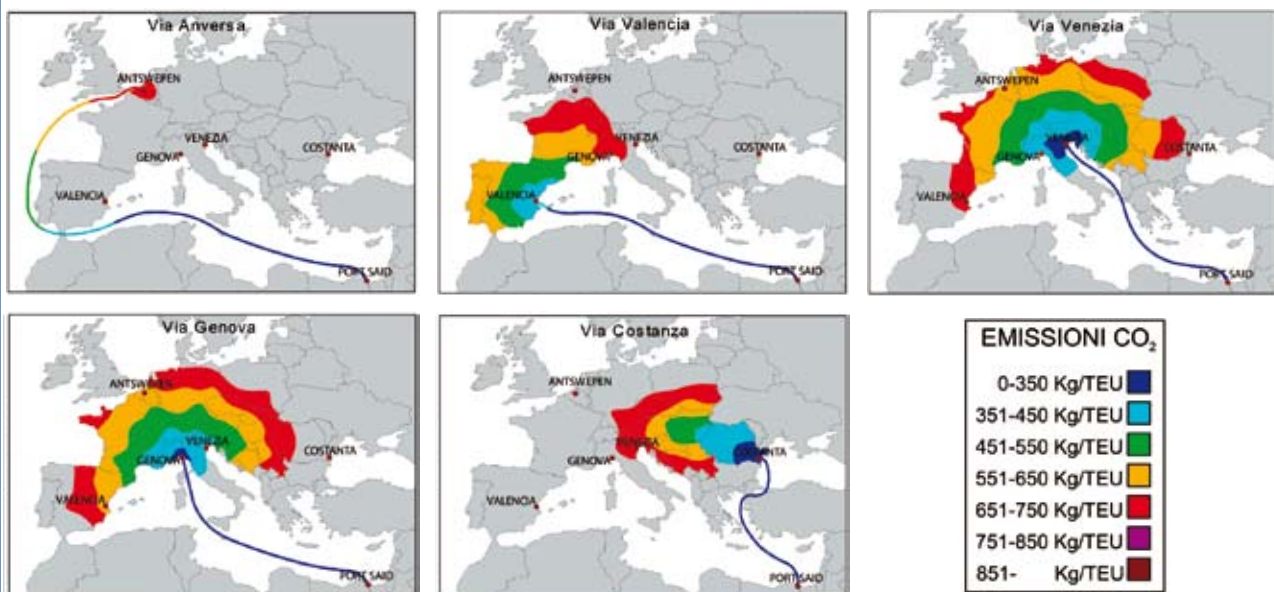 Via Anversa
ANTSWEPEN
VENEZIA
GENOVA
COSTANTA
VALENCIA
PORT SAID
Via Valencia
ANTSWEPEN
VENEZIA
GENOVA
COSTANTA
VALENCIA
PORT SAID
Via Venezia
ANTSWEPEN
VENEZIA
GENOVA
COSTANTA
VALENCIA
PORT SAID
Via Genova
ANTSWEPEN
VENEZIA
GENOVA
COSTANTA
VALENCIA
PORT SAID
Via Costanza
ANTSWEPEN
VENEZIA
GENOVA
COSTANTA
VALENCIA
PORT SAID
EMISSIONI CO₂
0-350 Kg/TEU
351-450 Kg/TEU
451-550 Kg/TEU
551-650 Kg/TEU
651-750 Kg/TEU
751-850 Kg/TEU
851- Kg/TEU